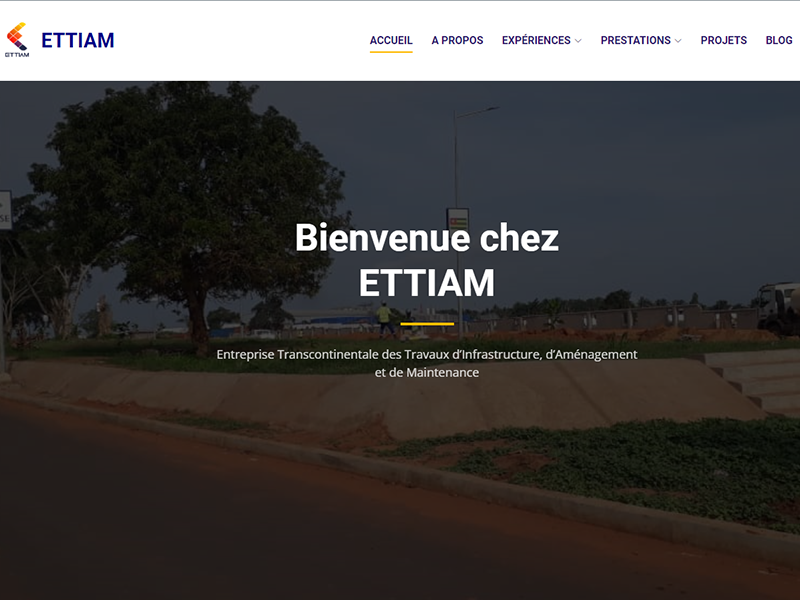 ETTIAM
ETTIAM
ACCUEIL
A PROPOS
EXPÉRIENCES
PRESTATIONS
PROJETS
BLOG
Bienvenue chez
ETTIAM
Entreprise Transcontinentale des Travaux d'Infrastructure, d'Aménagement
et de Maintenance